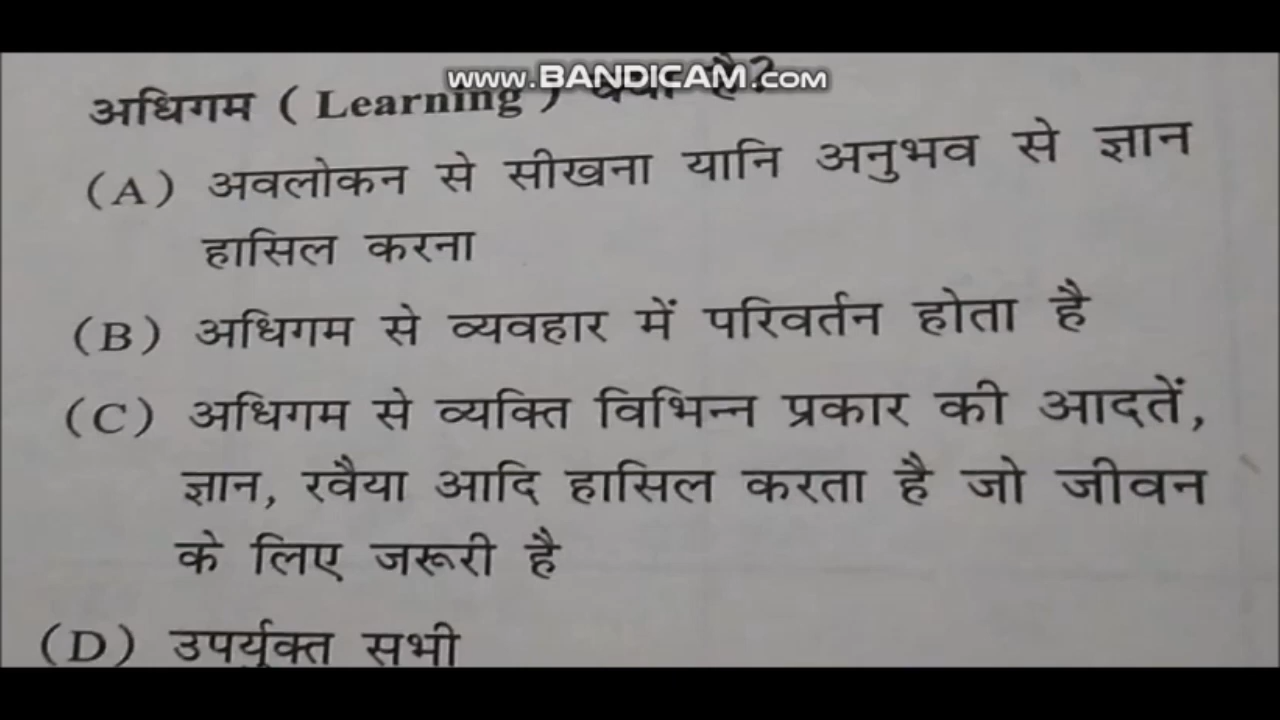 www.BANDICAM.com
अधिगम ( Learning ) क्या है?
(A) अवलोकन से सीखना यानि अनुभव से ज्ञान
हासिल करना
(B) अधिगम से व्यवहार में परिवर्तन होता है
(C) अधिगम से व्यक्ति विभिन्न प्रकार की आदतें,
ज्ञान, रवैया आदि हासिल करता है जो जीवन
के लिए जरूरी है
(D) उपर्युक्त सभी